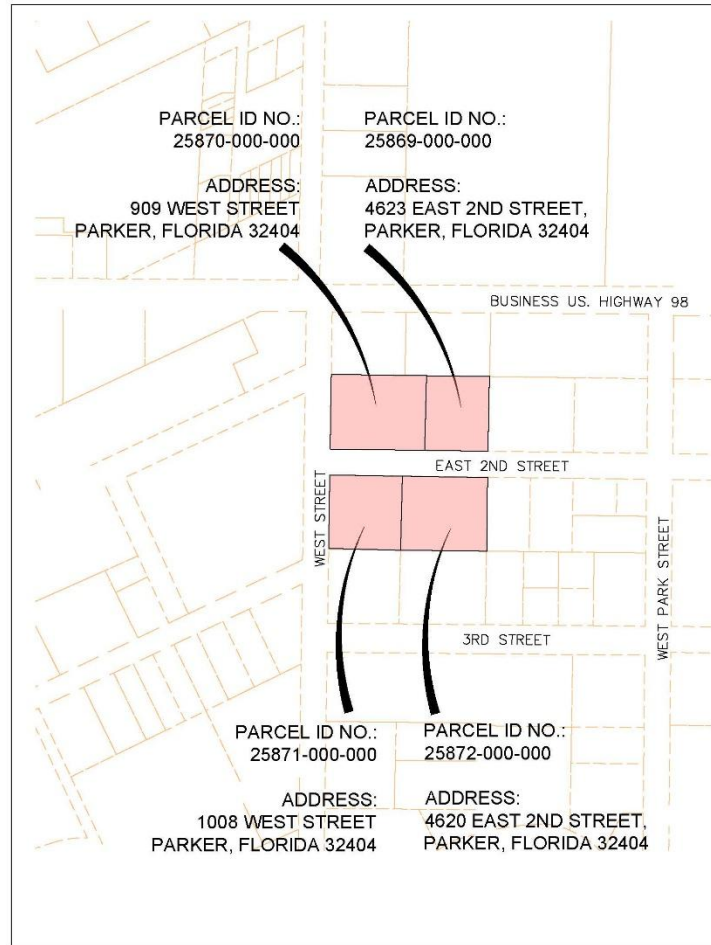 PARCEL ID NO.:
25870-000-000
ADDRESS:
909 WEST STREET
PARKER, FLORIDA 32404
PARCEL ID NO.:
25869-000-000
ADDRESS:
4623 EAST 2ND STREET,
PARKER, FLORIDA 32404
BUSINESS US. HIGHWAY 98
EAST 2ND STREET
WEST STREET
WEST PARK STREET
3RD STREET
PARCEL ID NO.:
25871-000-000
ADDRESS:
1008 WEST STREET
PARKER, FLORIDA 32404
PARCEL ID NO.:
25872-000-000
ADDRESS:
4620 EAST 2ND STREET,
PARKER, FLORIDA 32404